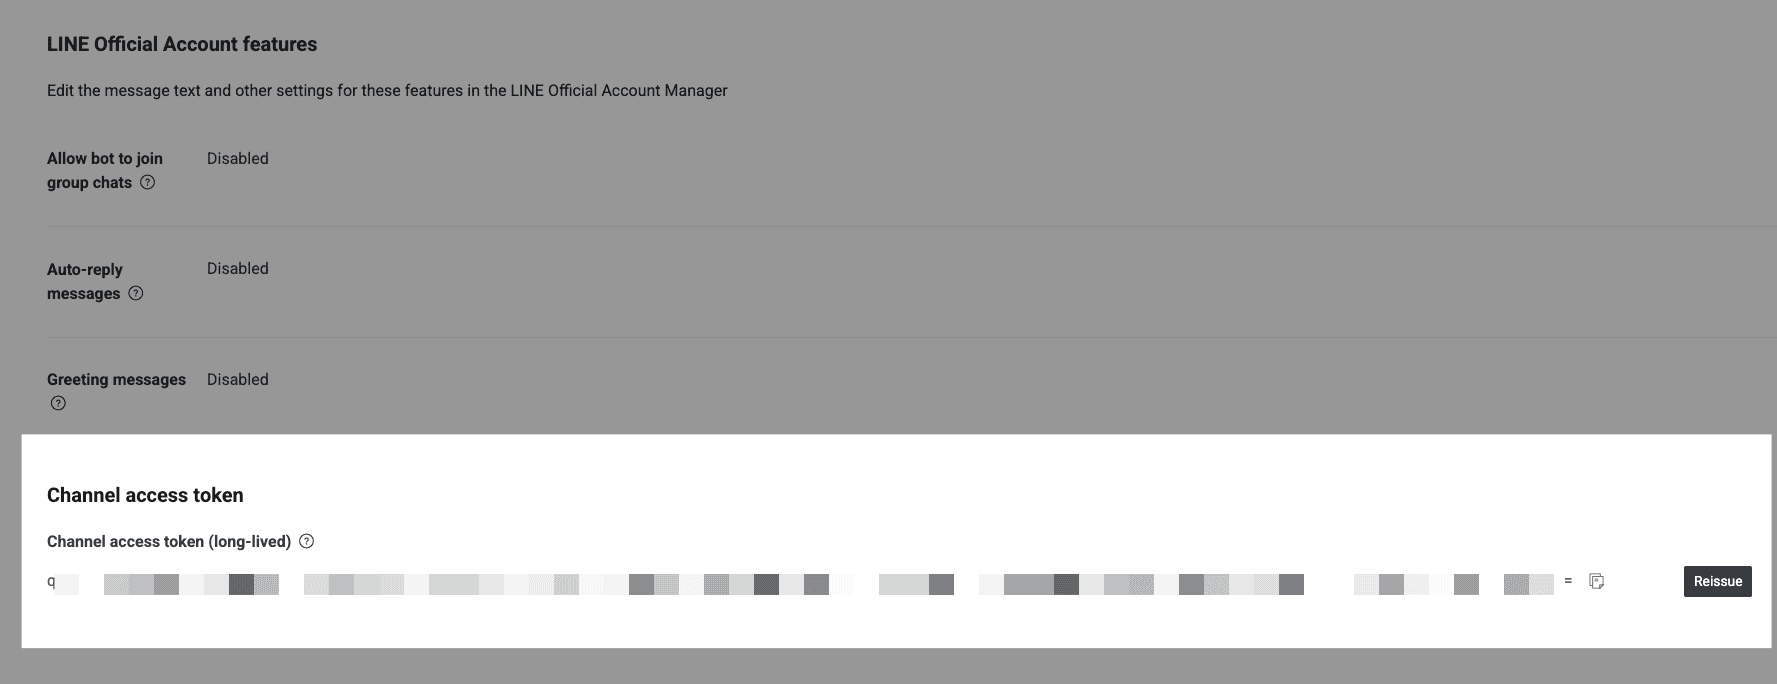 LINE Official Account features
Edit the message text and other settings for these features in the LINE Official Account Manager
Allow bot to join
group chats
Disabled
Auto-reply
messages
Disabled
Greeting messages
Disabled
Channel access token
Channel access token (long-lived)
q =
Reissue